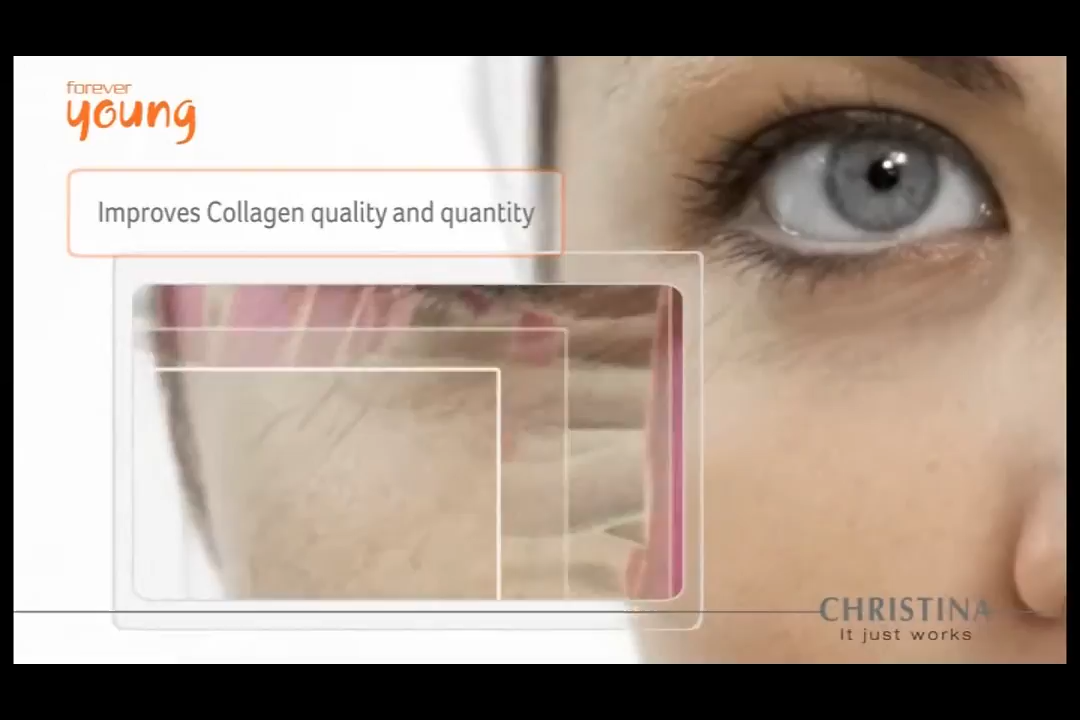 forever
young
Improves Collagen quality and quantity
CHRISTINA
It just works